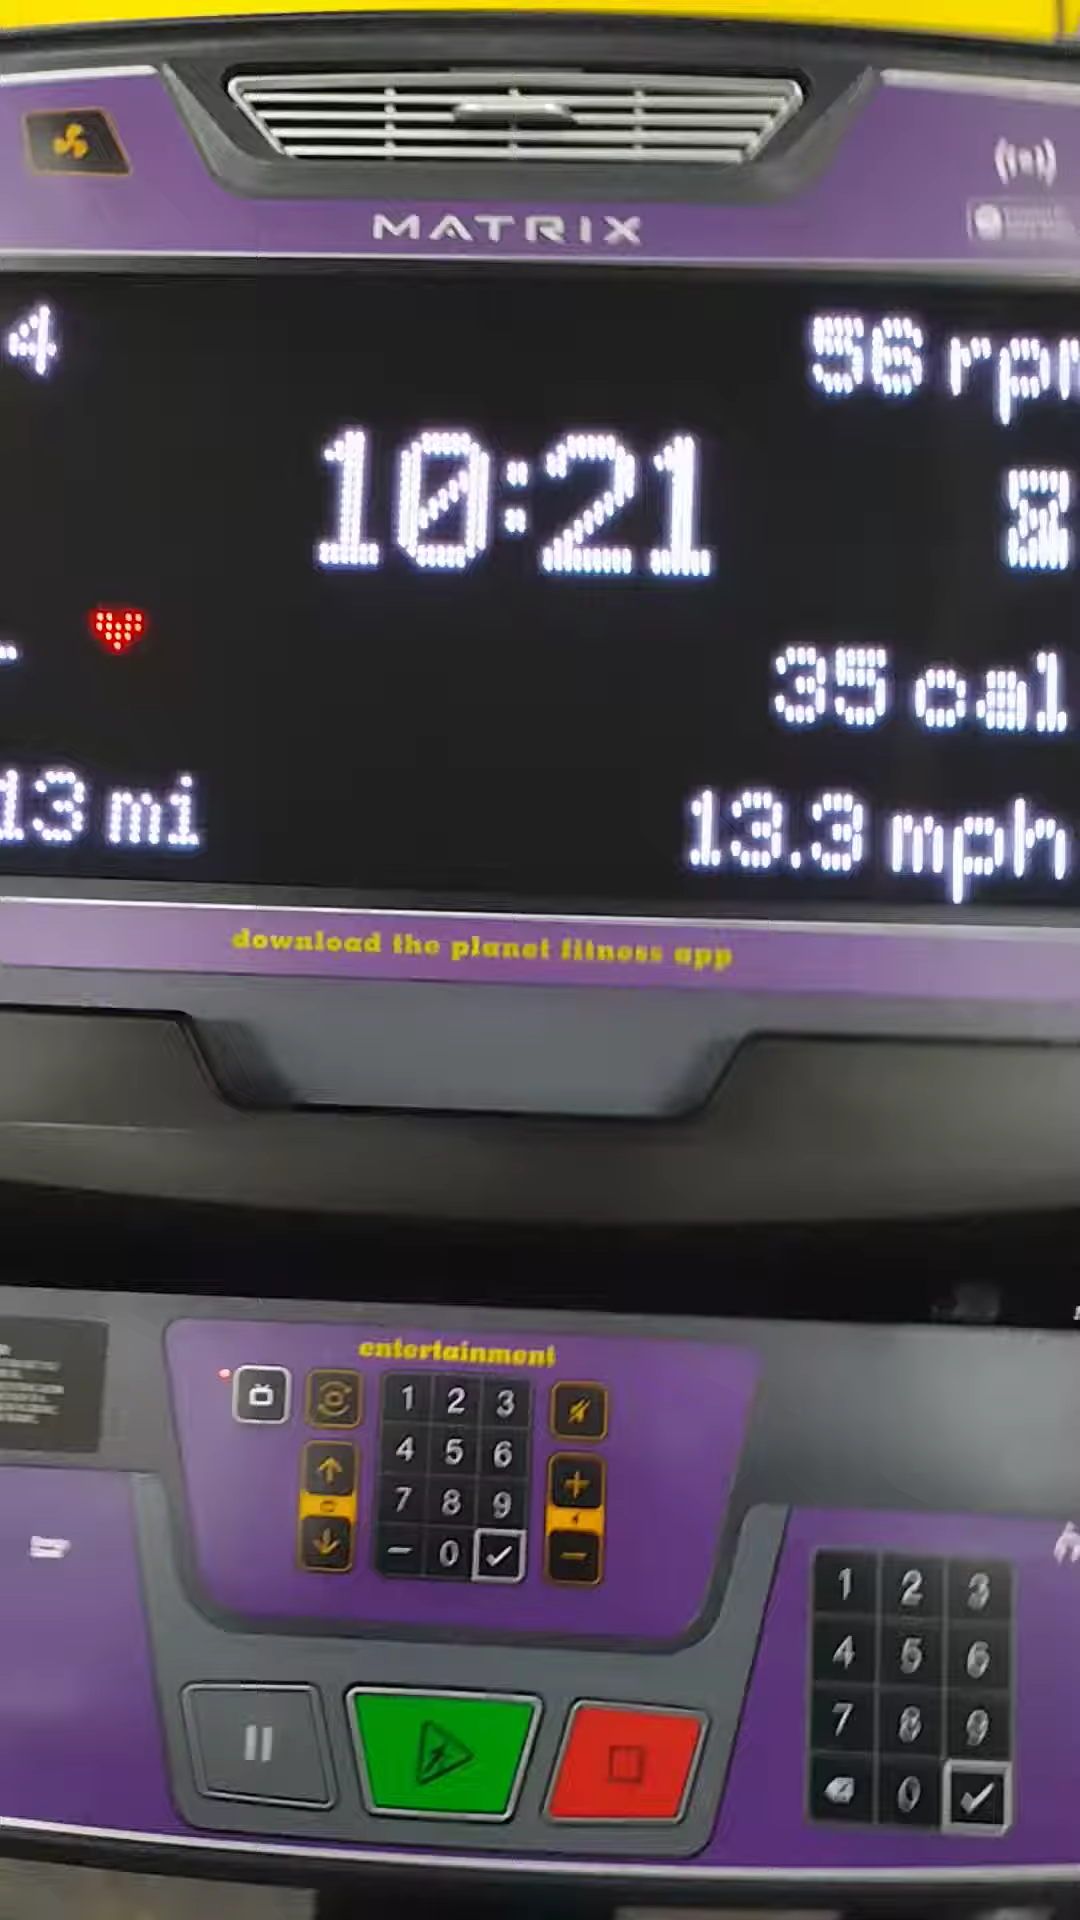 MATRIX
4
56 rpm
10:21
35 cal
13 mi
13.3 mph
download the planet fitness app
entertainment
1 2 3
4 5 6
7 8 9
– 0
1 2 3
4 5 6
7 8 9
0